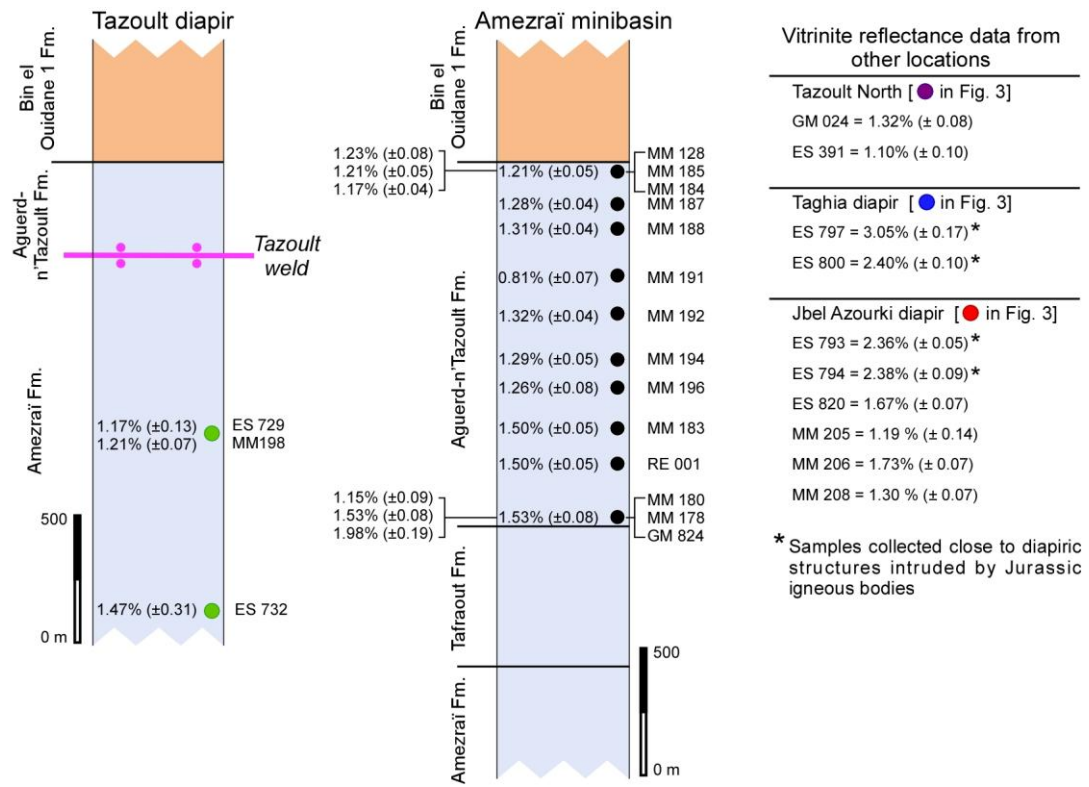 Tazoult diapir
Bin el
Ouidane 1 Fm.
Aguerd-
n'Tazoult Fm.
Tazoult
weld
Amezraï Fm.
1.17% (±0.13)
ES 729
1.21% (±0.07)
MM198
500
0 m
1.47% (±0.31)
ES 732
Amezraï minibasin
Bin el
Ouidane 1 Fm.
1.23% (±0.08)
1.21% (±0.05)
1.17% (±0.04)
1.21% (±0.05)
MM 128
MM 185
MM 184
1.28% (±0.04)
MM 187
1.31% (±0.04)
MM 188
0.81% (±0.07)
MM 191
1.32% (±0.04)
MM 192
Aguerd-n'Tazoult Fm.
1.29% (±0.05)
MM 194
1.26% (±0.08)
MM 196
1.50% (±0.05)
MM 183
1.50% (±0.05)
RE 001
1.15% (±0.09)
1.53% (±0.08)
1.98% (±0.19)
1.53% (±0.08)
MM 180
MM 178
GM 824
Tafraout Fm.
Amezraï Fm.
500
0 m
Vitrinite reflectance data from
other locations
Tazoult North [ in Fig. 3]
GM 024 = 1.32% (± 0.08)
ES 391 = 1.10% (± 0.10)
Taghia diapir [ in Fig. 3]
ES 797 = 3.05% (± 0.17)*
ES 800 = 2.40% (± 0.10)*
Jbel Azourki diapir [ in Fig. 3]
ES 793 = 2.36% (± 0.05)*
ES 794 = 2.38% (± 0.09)*
ES 820 = 1.67% (± 0.07)
MM 205 = 1.19 % (± 0.14)
MM 206 = 1.73% (± 0.07)
MM 208 = 1.30 % (± 0.07)
* Samples collected close to diapiric
structures intruded by Jurassic
igneous bodies